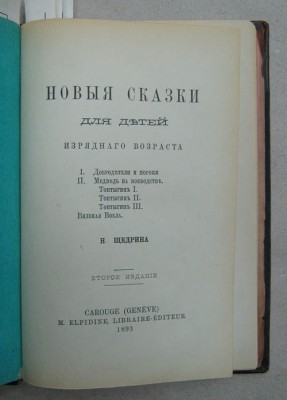 НОВЫЯ СКАЗКИ
ДЛЯ ДѢТЕЙ
ИЗРЯДНАГО ВОЗРАСТА
I. Добродѣтели и пороки
II. Медвѣдь на воеводствѣ.
Топтыгинъ I.
Топтыгинъ II.
Топтыгинъ III.
Вяленая Вобла.
Н. ЩЕДРИНА
ВТОРОЕ ИЗДАНІЕ
CAROUGE (GENÈVE)
M. ELPIDINE, LIBRAIRE-ÉDITEUR
1893